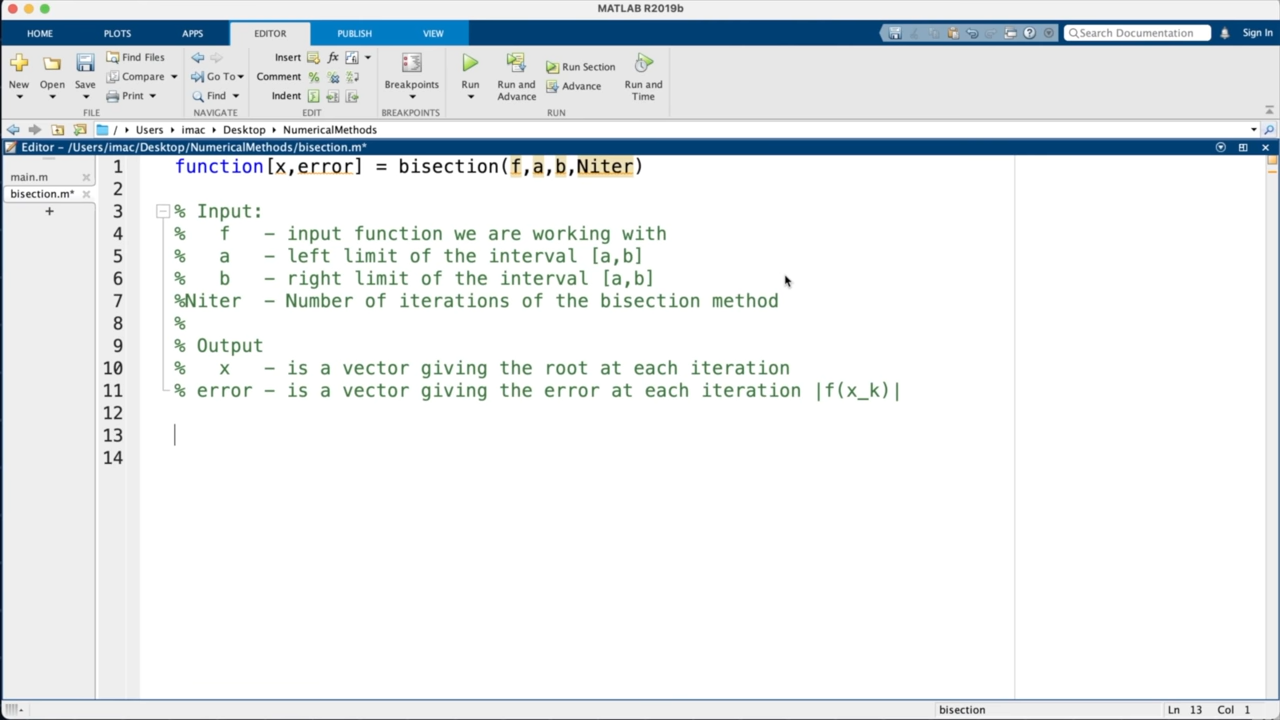 MATLAB R2019b
HOME PLOTS APPS EDITOR PUBLISH VIEW Search Documentation Sign In
Find Files Insert fx Run Section
Compare Go To Comment % Advance
Print Find Indent
New Open Save Breakpoints Run Run and Advance Run and Time
FILE NAVIGATE EDIT BREAKPOINTS RUN
/ Users imac Desktop NumericalMethods
Editor - /Users/imac/Desktop/NumericalMethods/bisection.m*
main.m
bisection.m*
+
1 function[x,error] = bisection(f,a,b,Niter)
2
3 % Input:
4 %   f   - input function we are working with
5 %   a   - left limit of the interval [a,b]
6 %   b   - right limit of the interval [a,b]
7 %Niter  - Number of iterations of the bisection method
8 %
9 % Output
10 %   x   - is a vector giving the root at each iteration
11 % error - is a vector giving the error at each iteration |f(x_k)|
12
13
14
bisection Ln 13 Col 1